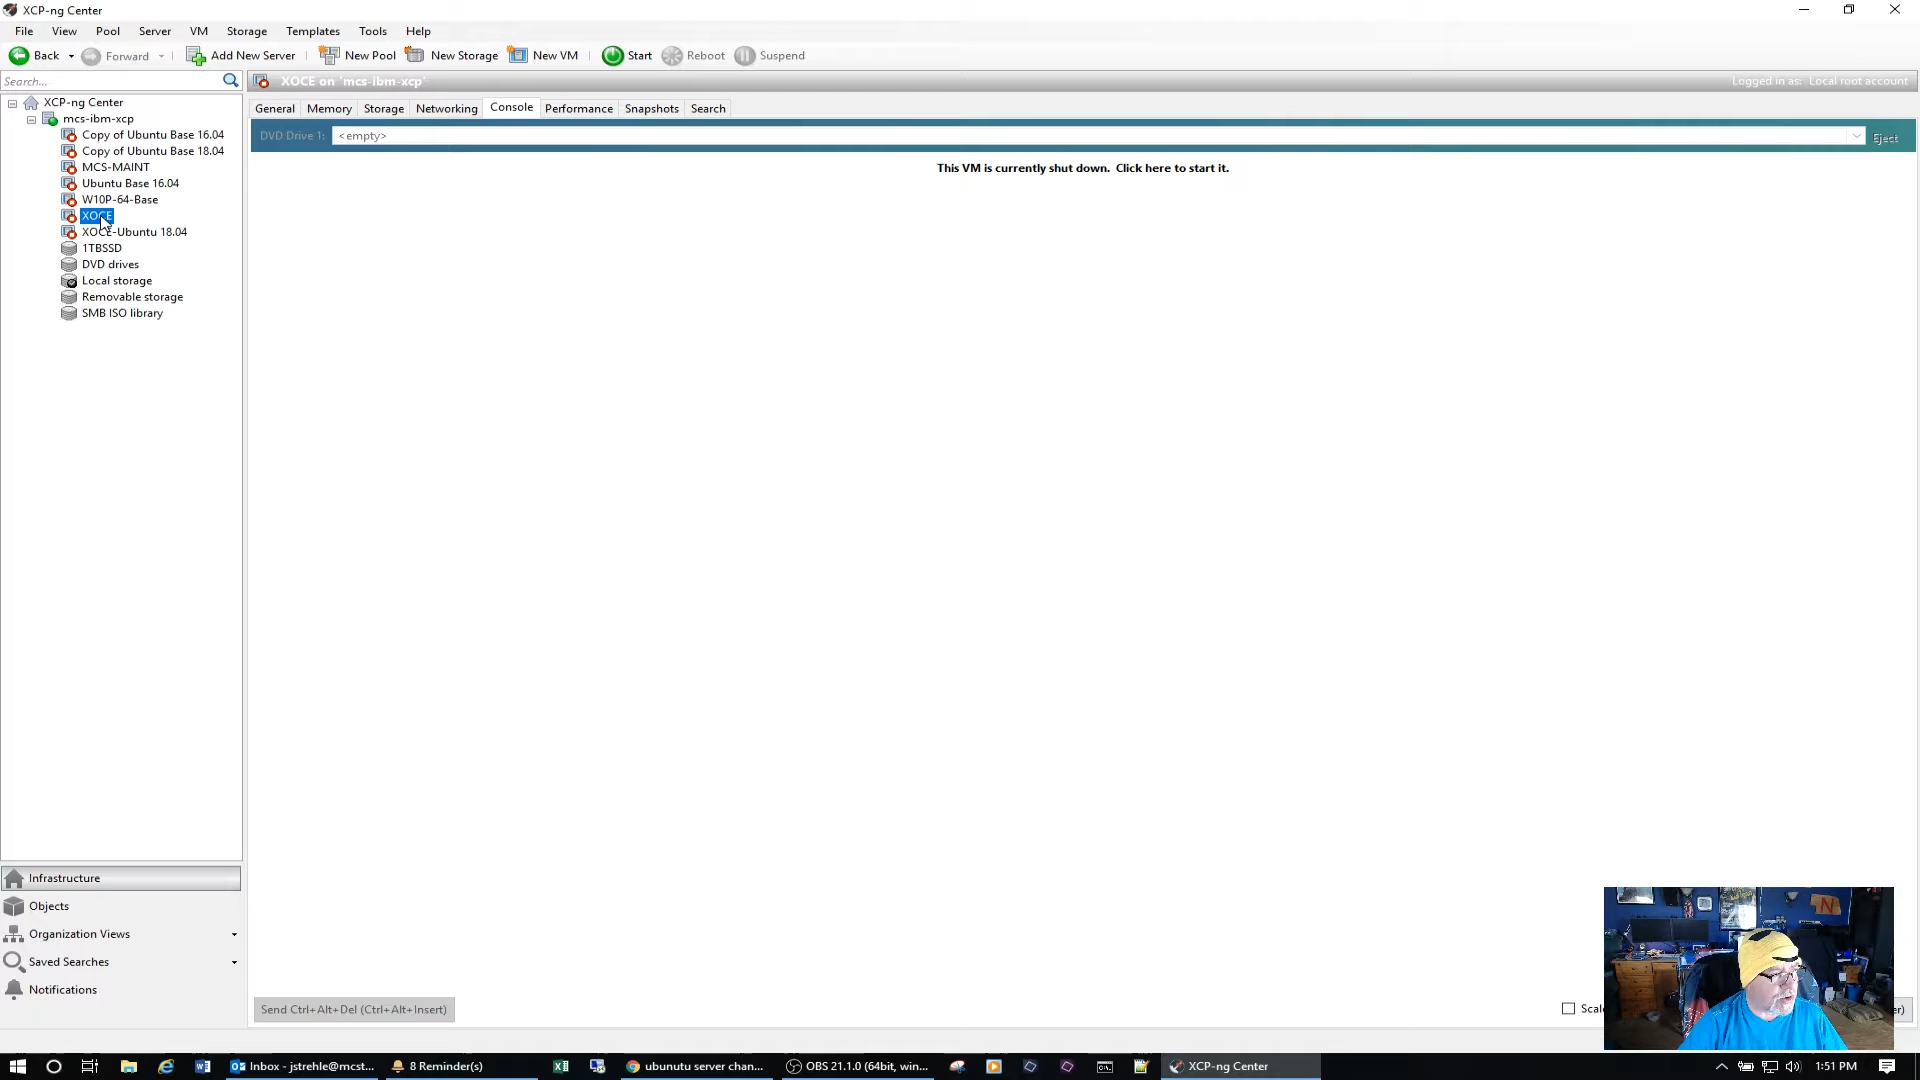 XCP-ng Center
File View Pool Server VM Storage Templates Tools Help
Back Forward Add New Server New Pool New Storage New VM Start Reboot Suspend
Search...
XOCE on 'mcs-ibm-xcp'
Logged in as: Local root account
XCP-ng Center
mcs-ibm-xcp
Copy of Ubuntu Base 16.04
Copy of Ubuntu Base 18.04
MCS-MAINT
Ubuntu Base 16.04
W10P-64-Base
XOCE
XOCE-Ubuntu 18.04
1TBSSD
DVD drives
Local storage
Removable storage
SMB ISO library
General Memory Storage Networking Console Performance Snapshots Search
DVD Drive 1: <empty> Eject
This VM is currently shut down. Click here to start it.
Infrastructure
Objects
Organization Views
Saved Searches
Notifications
Send Ctrl+Alt+Del (Ctrl+Alt+Insert)
N
Inbox - jstrehle@mcst... 8 Reminder(s) ubunutu server chan... OBS 21.1.0 (64bit, win... XCP-ng Center 1:51 PM